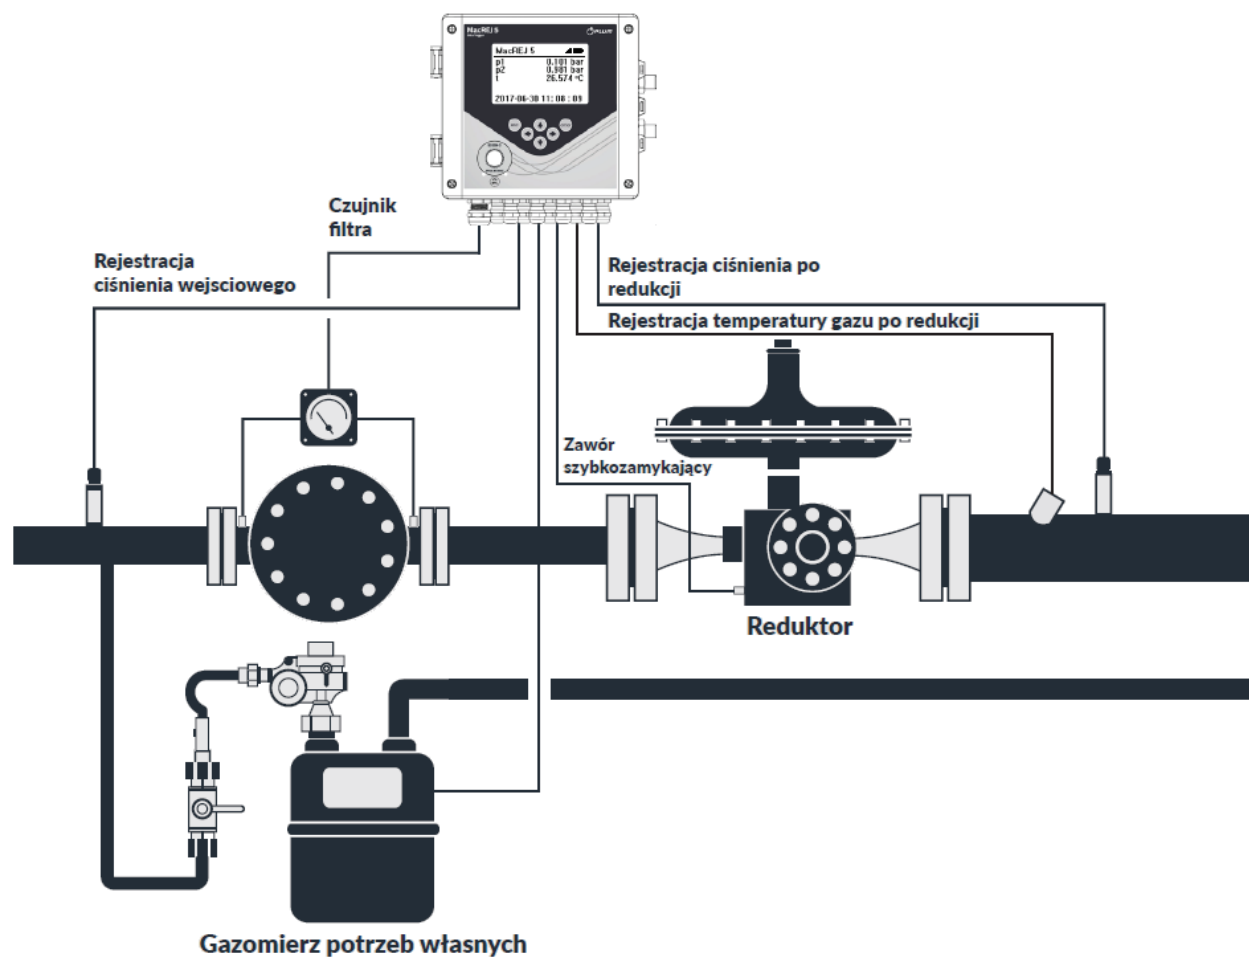 MacREJ 5
PLUM
MacREJ 5
p1 0.101 bar
p2 0.981 bar
t 26.574 °C
2017-06-30 11:08:09
Czujnik
filtra
Rejestracja
ciśnienia wejsciowego
Rejestracja ciśnienia po
redukcji
Rejestracja temperatury gazu po redukcji
Zawór
szybkozamykający
Reduktor
Gazomierz potrzeb własnych